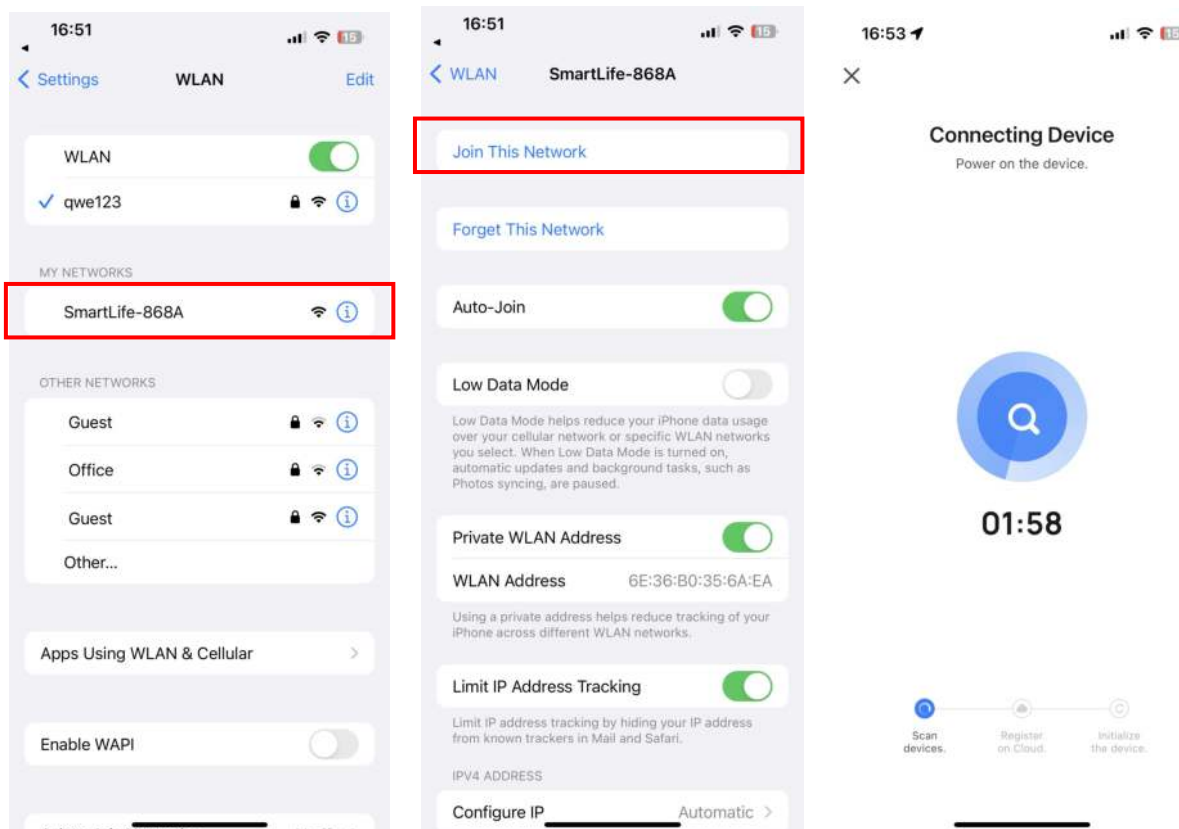 16:51
15
Settings
WLAN
Edit
WLAN
qwe123
MY NETWORKS
SmartLife-868A
OTHER NETWORKS
Guest
Office
Guest
Other...
Apps Using WLAN & Cellular
Enable WAPI
16:51
15
WLAN
SmartLife-868A
Join This Network
Forget This Network
Auto-Join
Low Data Mode
Low Data Mode helps reduce your iPhone data usage
over your cellular network or specific WLAN networks
you select. When Low Data Mode is turned on,
automatic updates and background tasks, such as
Photos syncing, are paused.
Private WLAN Address
WLAN Address 6E:36:B0:35:6A:EA
Using a private address helps reduce tracking of your
iPhone across different WLAN networks.
Limit IP Address Tracking
Limit IP address tracking by hiding your IP address
from known trackers in Mail and Safari.
IPV4 ADDRESS
Configure IP Automatic
16:53
15
Connecting Device
Power on the device.
01:58
Scan
devices.
Register
on Cloud.
Initialize
the device.